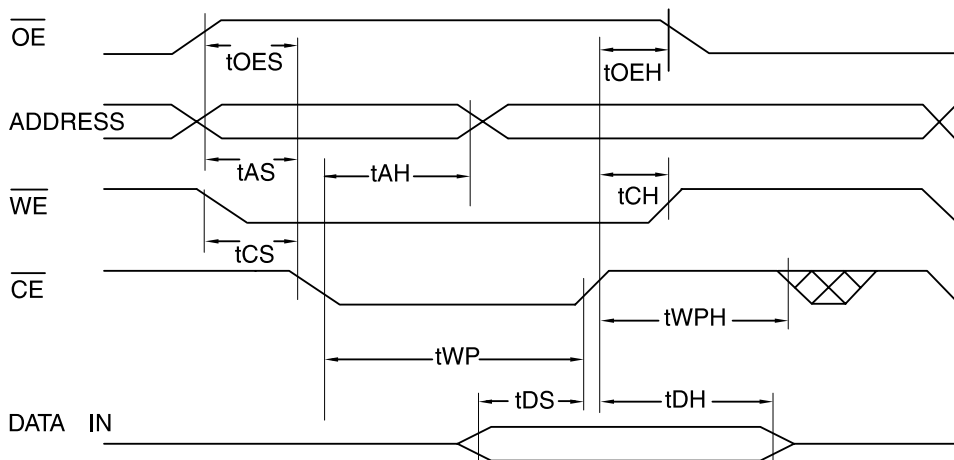 OE
tOES
tOEH
ADDRESS
tAS
tAH
WE
tCH
tCS
CE
tWPH
tWP
tDS
tDH
DATA IN